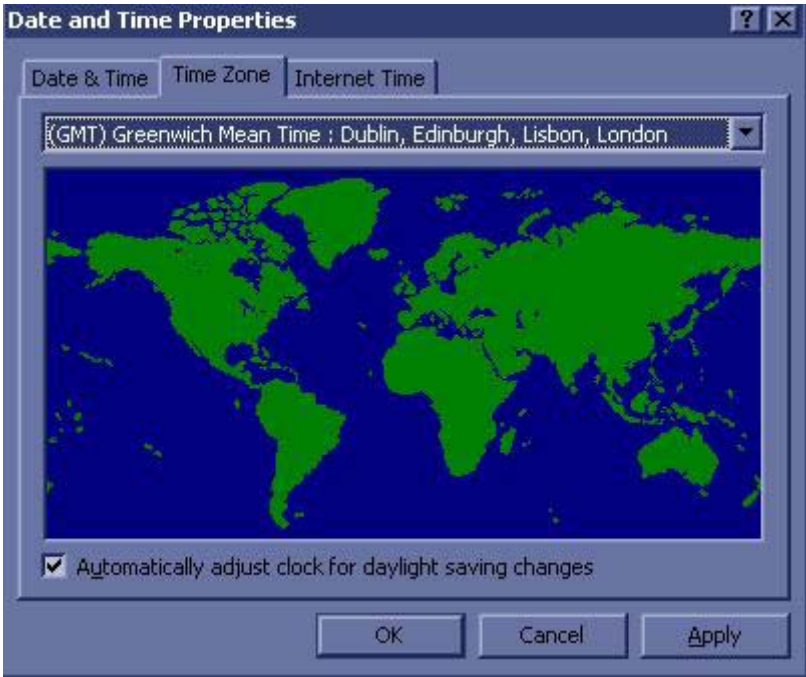 Date and Time Properties
Date & Time Time Zone Internet Time
(GMT) Greenwich Mean Time : Dublin, Edinburgh, Lisbon, London
Automatically adjust clock for daylight saving changes
OK Cancel Apply